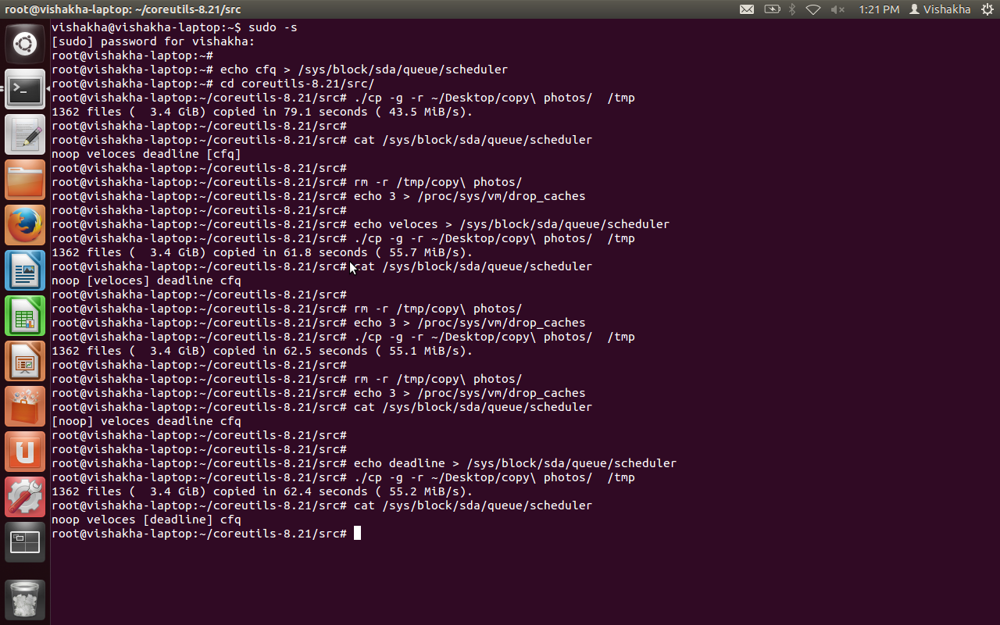 root@vishakha-laptop: ~/coreutils-8.21/src
1:21 PM Vishakha
vishakha@vishakha-laptop:~$ sudo -s
[sudo] password for vishakha:
root@vishakha-laptop:~#
root@vishakha-laptop:~# echo cfq > /sys/block/sda/queue/scheduler
root@vishakha-laptop:~# cd coreutils-8.21/src/
root@vishakha-laptop:~/coreutils-8.21/src# ./cp -g -r ~/Desktop/copy\ photos/  /tmp
1362 files (  3.4 GiB) copied in 79.1 seconds ( 43.5 MiB/s).
root@vishakha-laptop:~/coreutils-8.21/src#
root@vishakha-laptop:~/coreutils-8.21/src# cat /sys/block/sda/queue/scheduler
noop veloces deadline [cfq]
root@vishakha-laptop:~/coreutils-8.21/src#
root@vishakha-laptop:~/coreutils-8.21/src# rm -r /tmp/copy\ photos/
root@vishakha-laptop:~/coreutils-8.21/src# echo 3 > /proc/sys/vm/drop_caches
root@vishakha-laptop:~/coreutils-8.21/src#
root@vishakha-laptop:~/coreutils-8.21/src# echo veloces > /sys/block/sda/queue/scheduler
root@vishakha-laptop:~/coreutils-8.21/src# ./cp -g -r ~/Desktop/copy\ photos/  /tmp
1362 files (  3.4 GiB) copied in 61.8 seconds ( 55.7 MiB/s).
root@vishakha-laptop:~/coreutils-8.21/src# cat /sys/block/sda/queue/scheduler
noop [veloces] deadline cfq
root@vishakha-laptop:~/coreutils-8.21/src#
root@vishakha-laptop:~/coreutils-8.21/src# rm -r /tmp/copy\ photos/
root@vishakha-laptop:~/coreutils-8.21/src# echo 3 > /proc/sys/vm/drop_caches
root@vishakha-laptop:~/coreutils-8.21/src# ./cp -g -r ~/Desktop/copy\ photos/  /tmp
1362 files (  3.4 GiB) copied in 62.5 seconds ( 55.1 MiB/s).
root@vishakha-laptop:~/coreutils-8.21/src#
root@vishakha-laptop:~/coreutils-8.21/src# rm -r /tmp/copy\ photos/
root@vishakha-laptop:~/coreutils-8.21/src# echo 3 > /proc/sys/vm/drop_caches
root@vishakha-laptop:~/coreutils-8.21/src# cat /sys/block/sda/queue/scheduler
[noop] veloces deadline cfq
root@vishakha-laptop:~/coreutils-8.21/src#
root@vishakha-laptop:~/coreutils-8.21/src#
root@vishakha-laptop:~/coreutils-8.21/src# echo deadline > /sys/block/sda/queue/scheduler
root@vishakha-laptop:~/coreutils-8.21/src# ./cp -g -r ~/Desktop/copy\ photos/  /tmp
1362 files (  3.4 GiB) copied in 62.4 seconds ( 55.2 MiB/s).
root@vishakha-laptop:~/coreutils-8.21/src# cat /sys/block/sda/queue/scheduler
noop veloces [deadline] cfq
root@vishakha-laptop:~/coreutils-8.21/src#